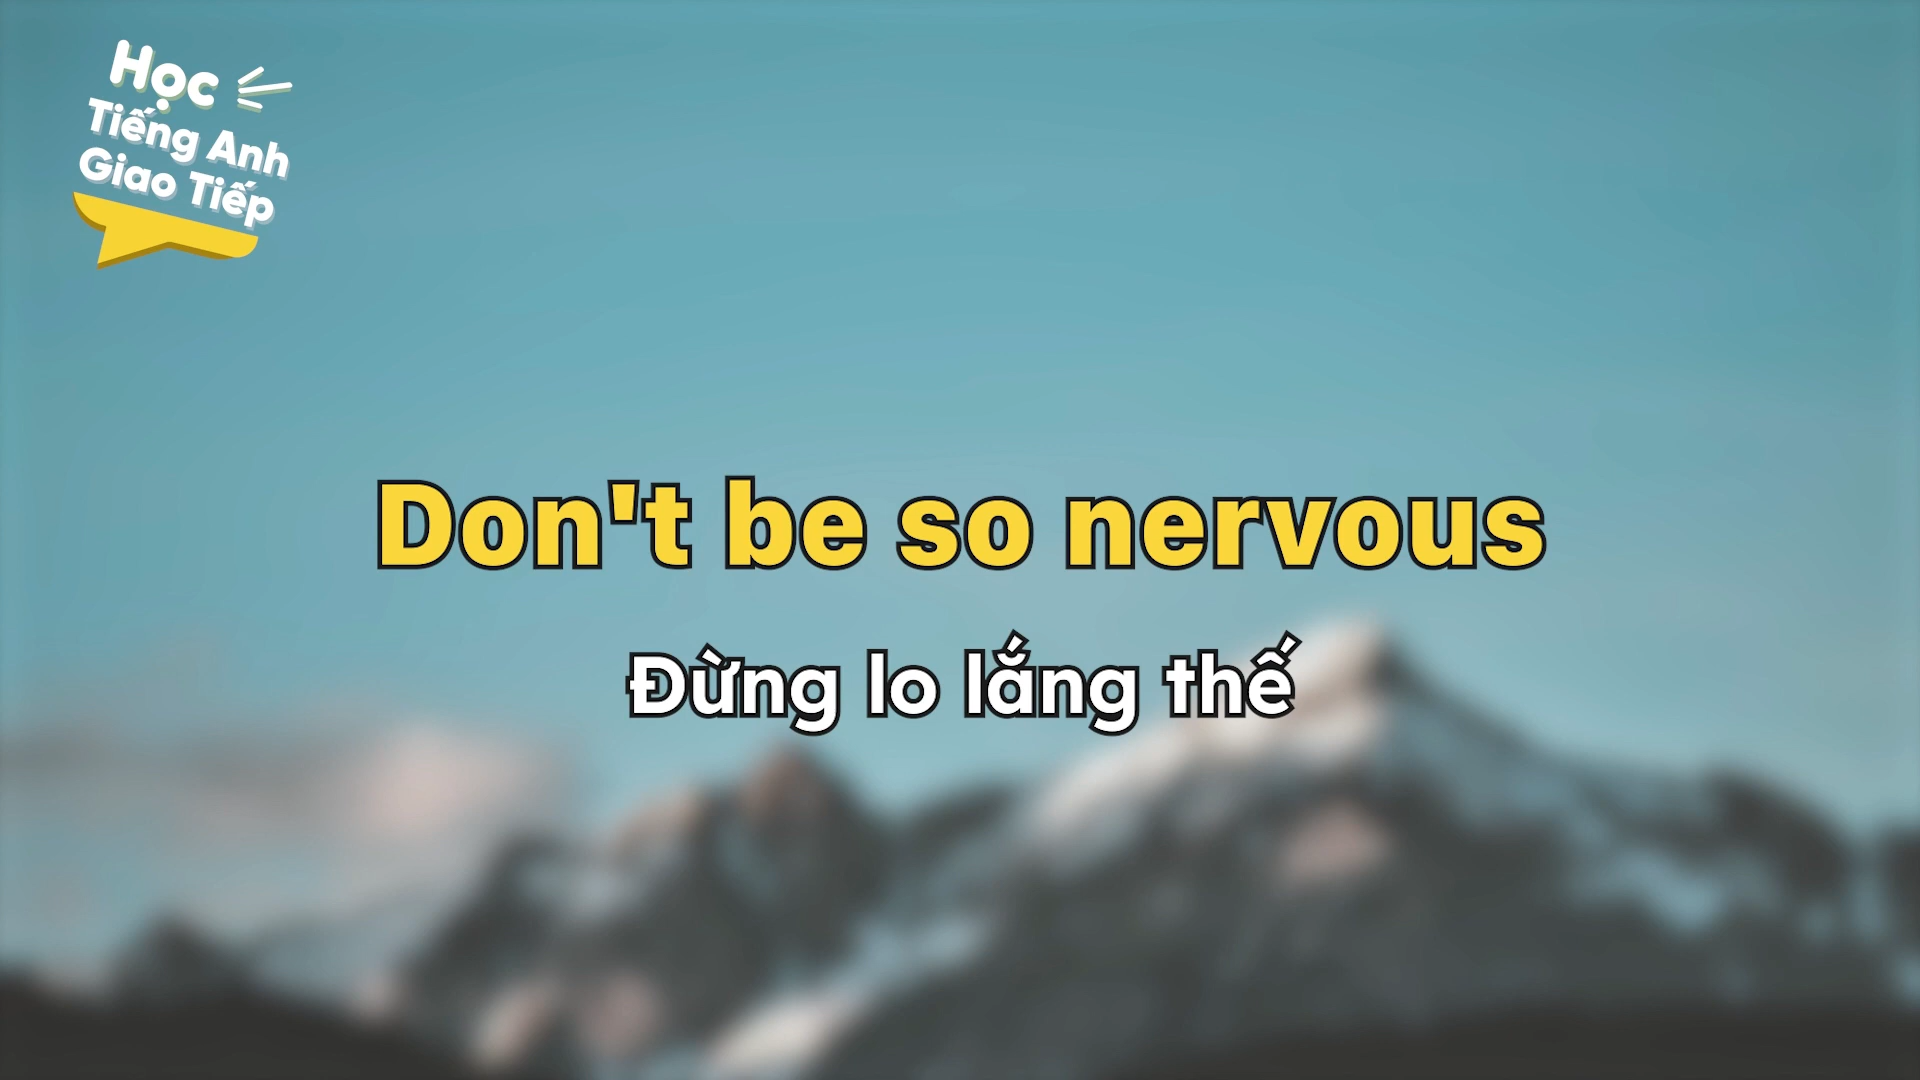 Học
Tiếng Anh
Giao Tiếp
Don't be so nervous
Đừng lo lắng thế